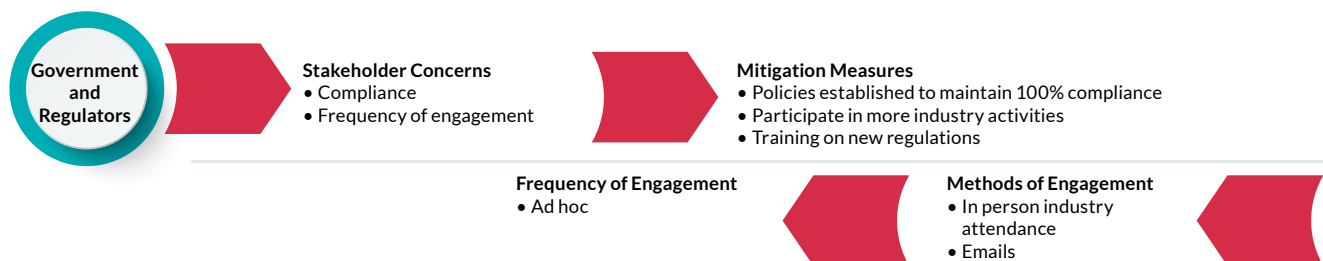 Government
and
Regulators
Stakeholder Concerns
• Compliance
• Frequency of engagement
Mitigation Measures
• Policies established to maintain 100% compliance
• Participate in more industry activities
• Training on new regulations
Methods of Engagement
• In person industry
attendance
• Emails
Frequency of Engagement
• Ad hoc